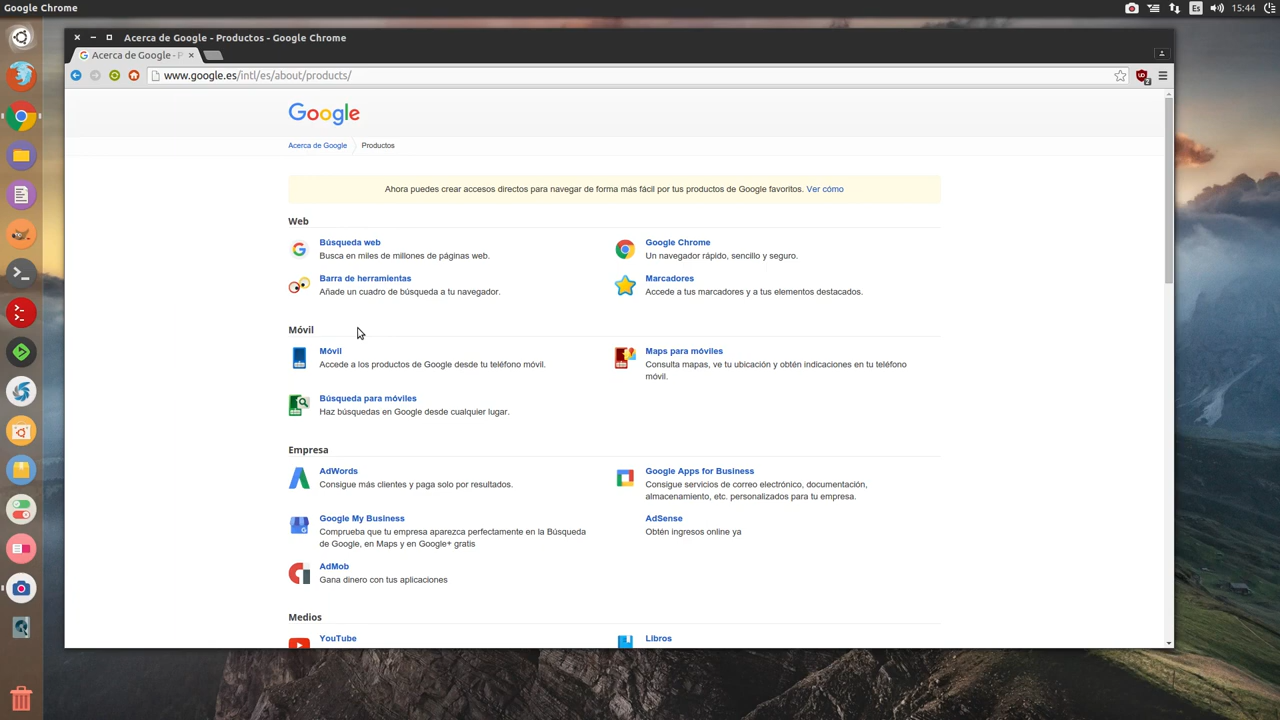 Google Chrome
Es
15:44
Acerca de Google - Productos - Google Chrome
Acerca de Google - P
www.google.es/intl/es/about/products/
Google
Acerca de Google
Productos
Ahora puedes crear accesos directos para navegar de forma más fácil por tus productos de Google favoritos. Ver cómo
Web
Búsqueda web
Busca en miles de millones de páginas web.
Google Chrome
Un navegador rápido, sencillo y seguro.
Barra de herramientas
Añade un cuadro de búsqueda a tu navegador.
Marcadores
Accede a tus marcadores y a tus elementos destacados.
Móvil
Móvil
Accede a los productos de Google desde tu teléfono móvil.
Maps para móviles
Consulta mapas, ve tu ubicación y obtén indicaciones en tu teléfono
móvil.
Búsqueda para móviles
Haz búsquedas en Google desde cualquier lugar.
Empresa
AdWords
Consigue más clientes y paga solo por resultados.
Google Apps for Business
Consigue servicios de correo electrónico, documentación,
almacenamiento, etc. personalizados para tu empresa.
Google My Business
Comprueba que tu empresa aparezca perfectamente en la Búsqueda
de Google, en Maps y en Google+ gratis
AdSense
Obtén ingresos online ya
AdMob
Gana dinero con tus aplicaciones
Medios
YouTube
Libros